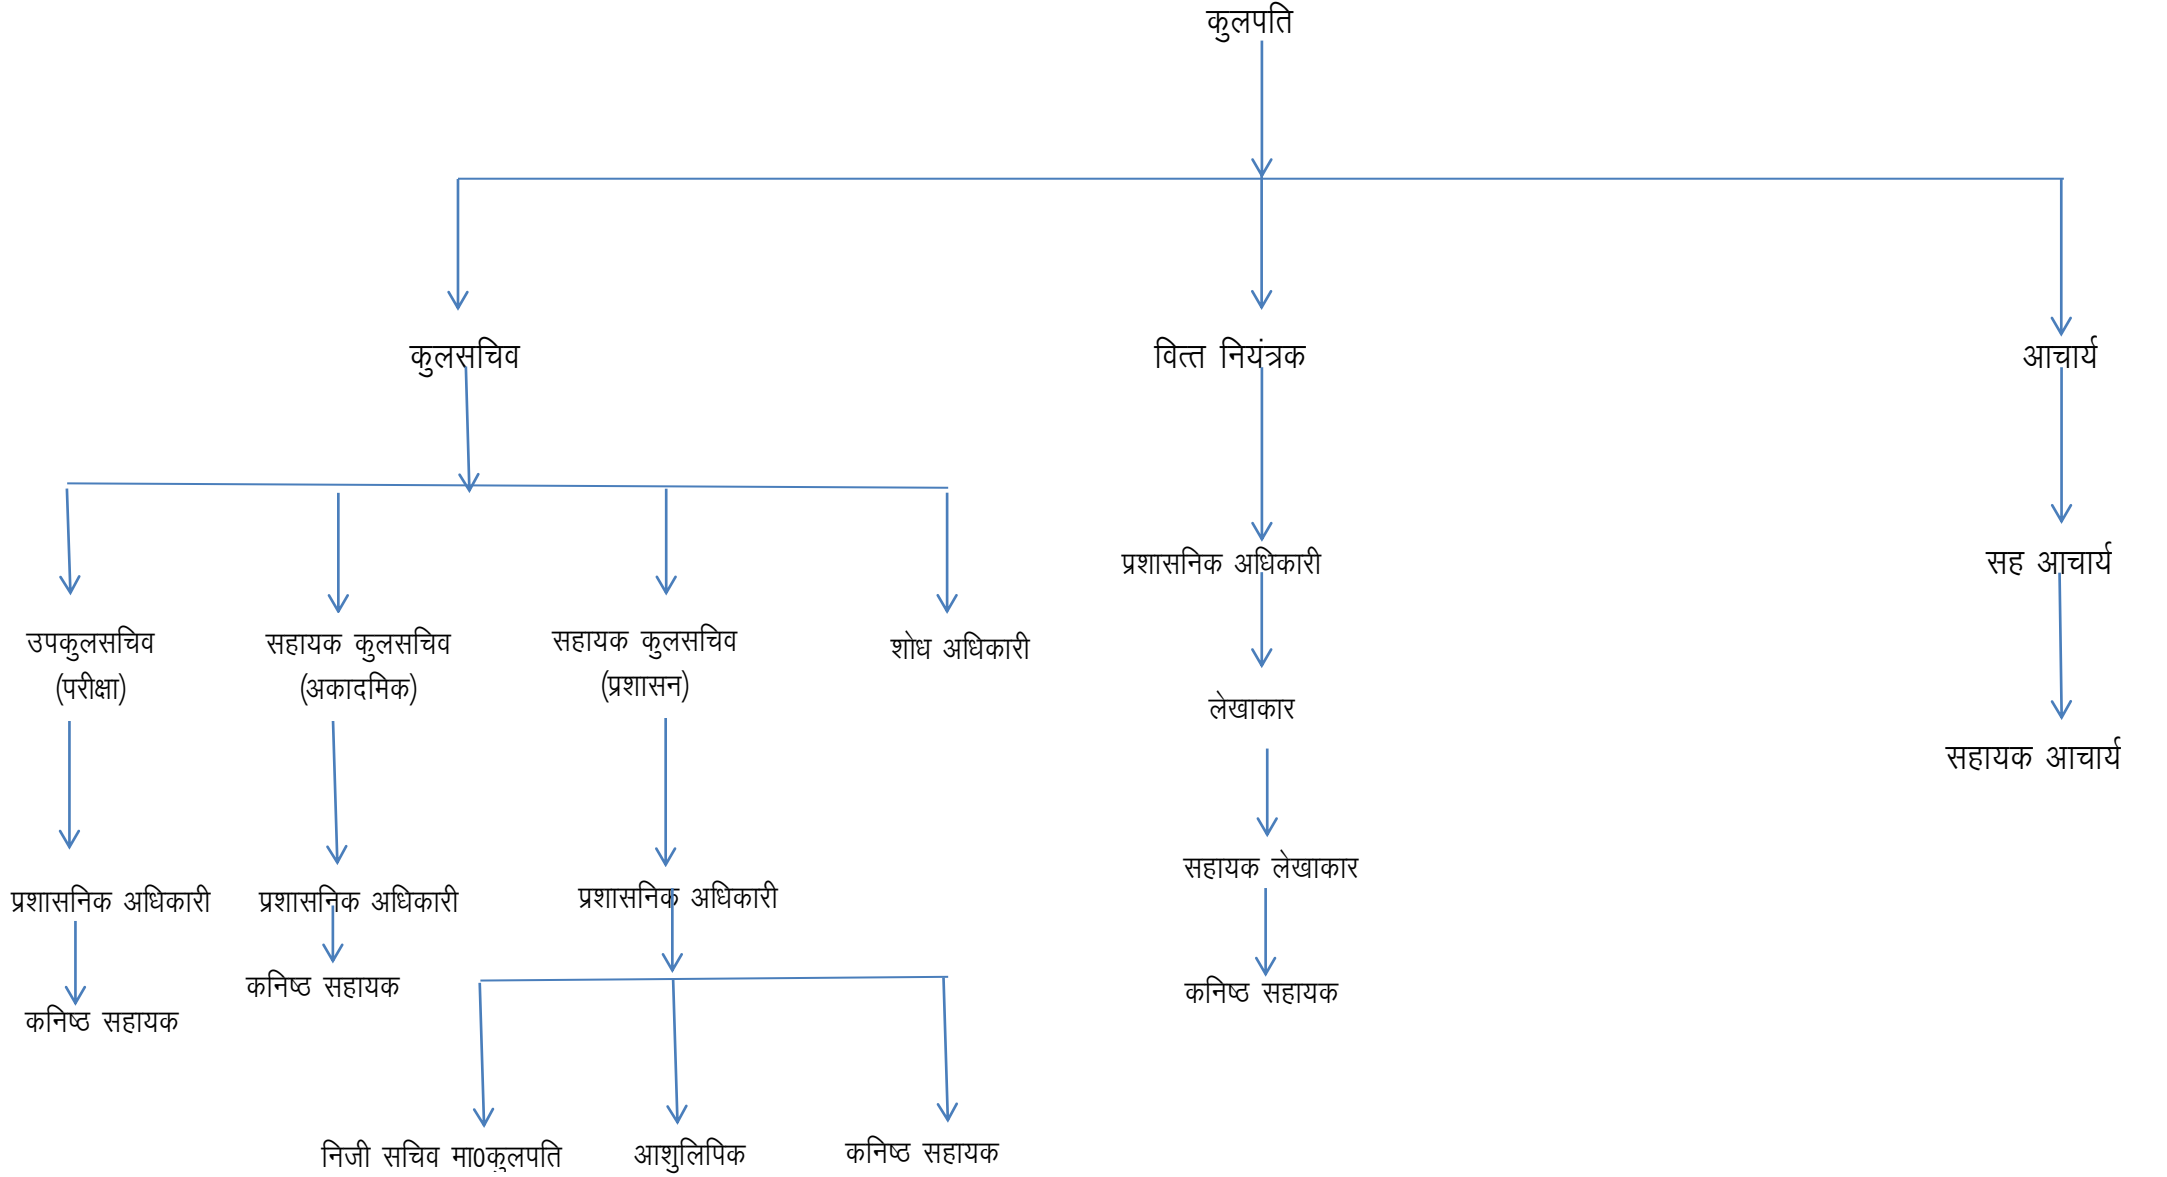 कुलपति
कुलसचिव
वित्त नियंत्रक
आचार्य
प्रशासनिक अधिकारी
सह आचार्य
उपकुलसचिव
(परीक्षा)
सहायक कुलसचिव
(अकादमिक)
सहायक कुलसचिव
(प्रशासन)
शोध अधिकारी
लेखाकार
सहायक आचार्य
प्रशासनिक अधिकारी
प्रशासनिक अधिकारी
प्रशासनिक अधिकारी
सहायक लेखाकार
कनिष्ठ सहायक
कनिष्ठ सहायक
कनिष्ठ सहायक
निजी सचिव मा0कुलपति
आशुलिपिक
कनिष्ठ सहायक